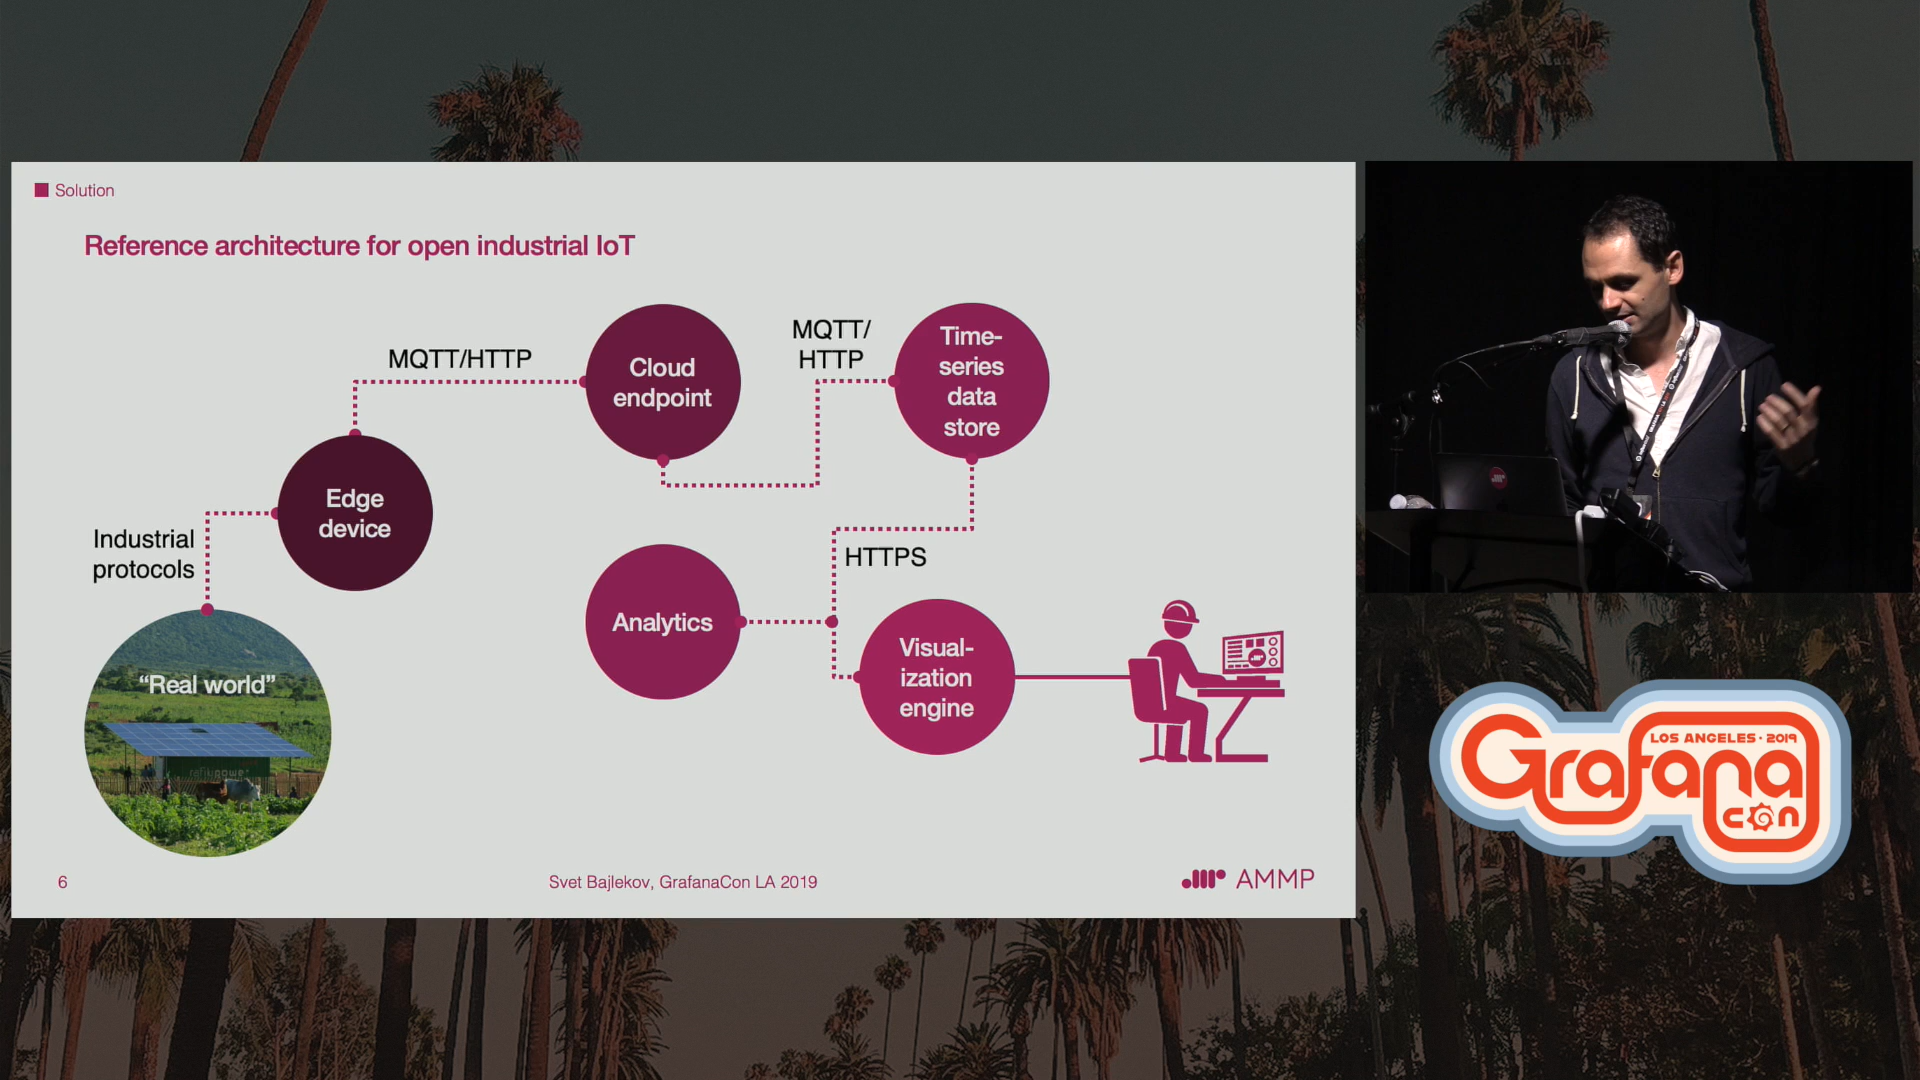 Solution
Reference architecture for open industrial IoT
MQTT/HTTP
Cloud
endpoint
MQTT/
HTTP
Time-
series
data
store
Edge
device
Industrial
protocols
HTTPS
Analytics
Visual-
ization
engine
“Real world”
6
Svet Bajlekov, GrafanaCon LA 2019
AMMP
LOS ANGELES · 2019
Grafana
con